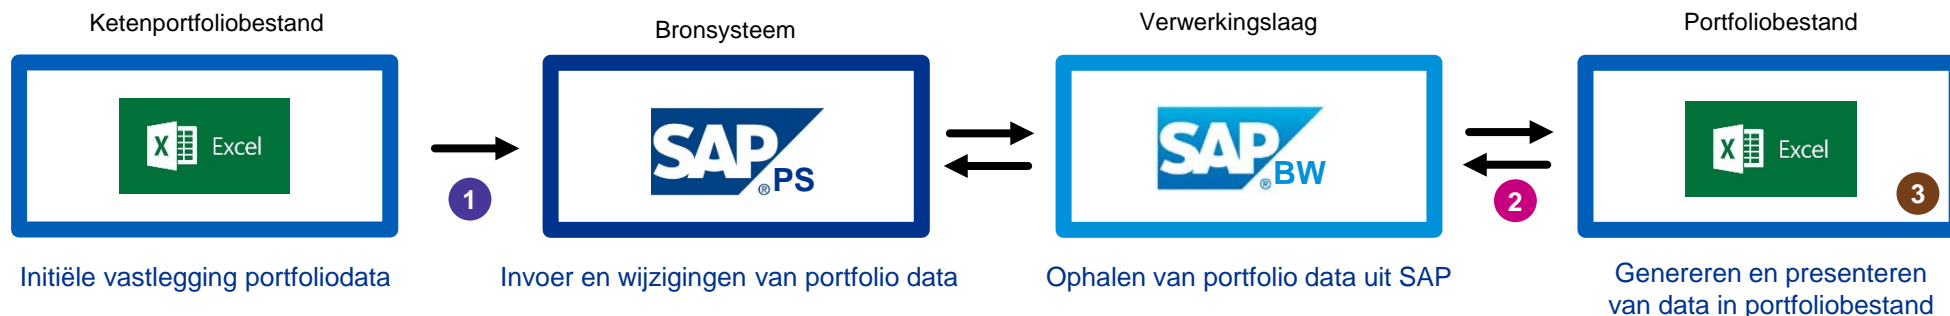 Ketenportfoliobestand
Bronsysteem
Verwerkingslaag
Portfoliobestand
X Excel
SAP ® PS
SAP ® BW
X Excel
1
2
3
Initiële vastlegging portfoliodata
Invoer en wijzigingen van portfolio data
Ophalen van portfolio data uit SAP
Genereren en presenteren
van data in portfoliobestand